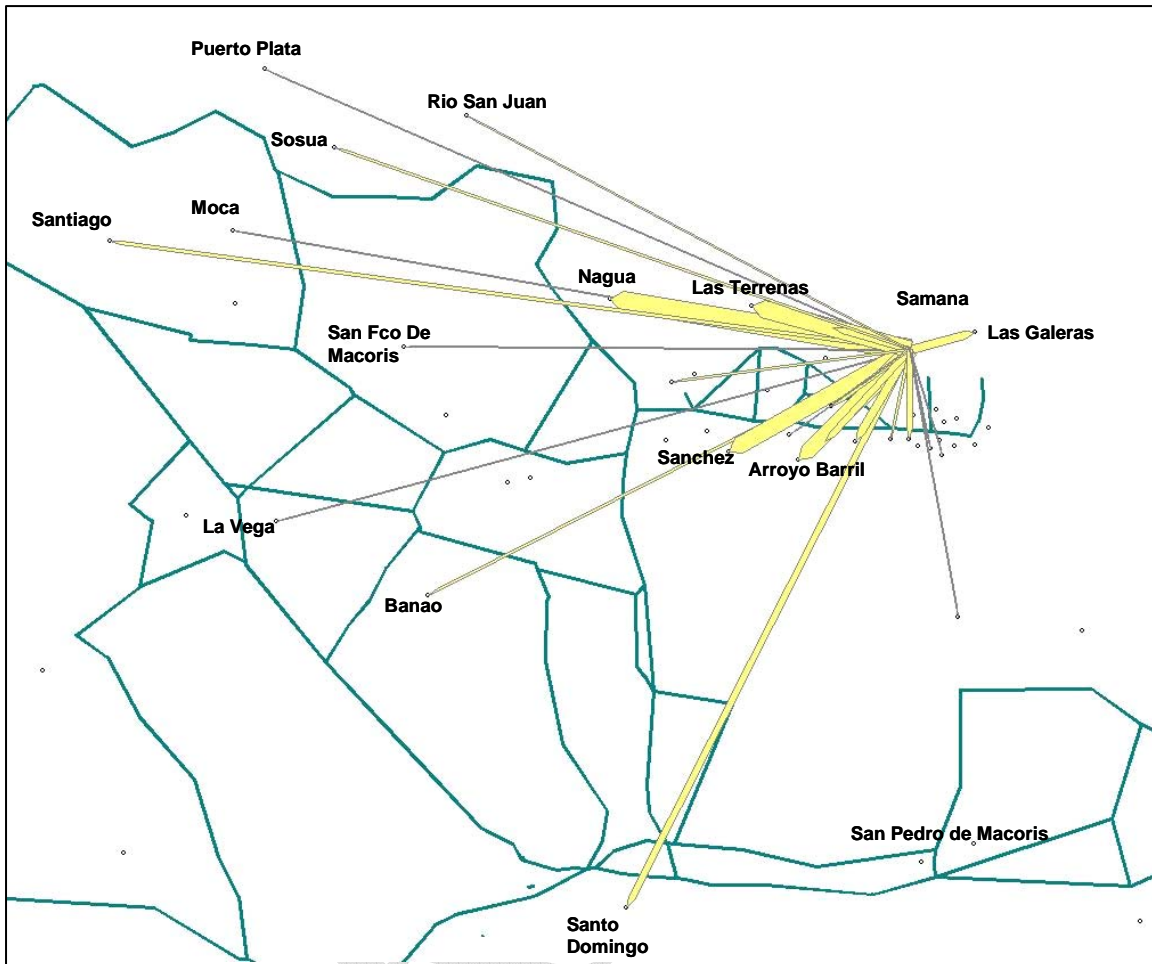 Puerto Plata
Rio San Juan
Sosua
Moca
Santiago
Nagua
Las Terrenas
Samana
Las Galeras
San Fco De
Macoris
Sanchez
Arroyo Barril
La Vega
Banao
San Pedro de Macoris
Santo
Domingo